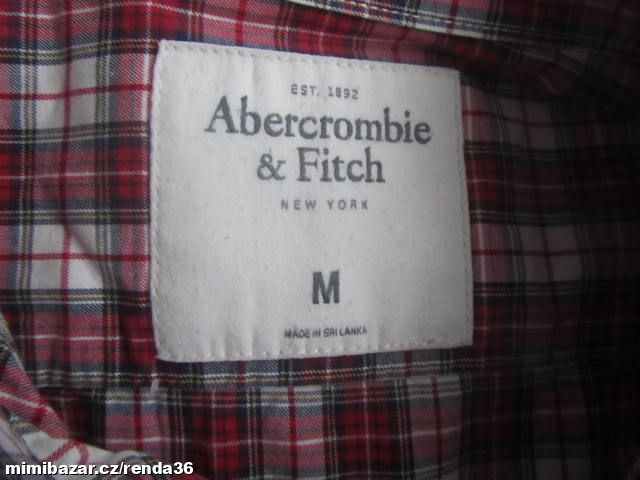 EST. 1892
Abercrombie
& Fitch
NEW YORK
M
MADE IN SRI LANKA
mimibazar.cz/renda36